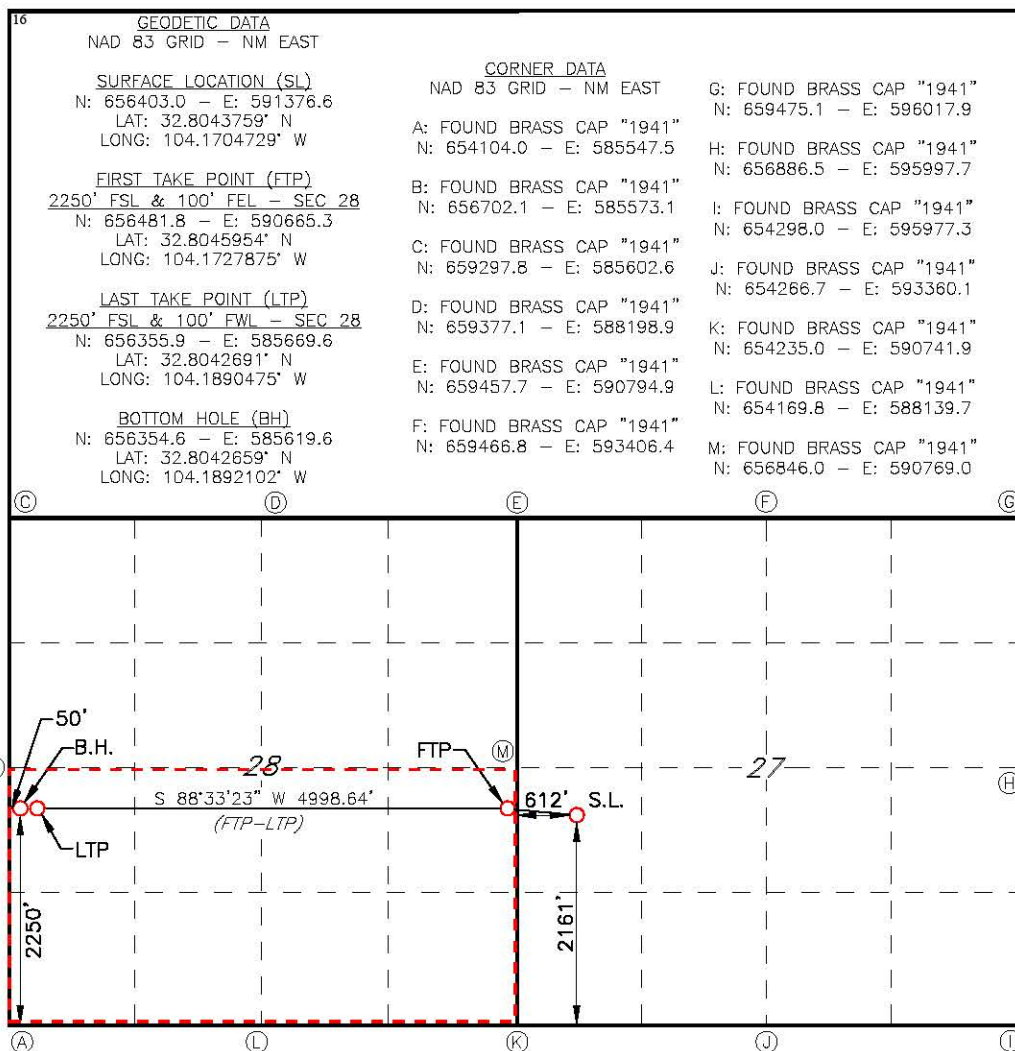 16
GEODETIC DATA
NAD 83 GRID – NM EAST
SURFACE LOCATION (SL)
N: 656403.0 – E: 591376.6
LAT: 32.8043759° N
LONG: 104.1704729° W
FIRST TAKE POINT (FTP)
2250' FSL & 100' FEL – SEC 28
N: 656481.8 – E: 590665.3
LAT: 32.8045954° N
LONG: 104.1727875° W
LAST TAKE POINT (LTP)
2250' FSL & 100' FWL – SEC 28
N: 656355.9 – E: 585669.6
LAT: 32.8042691° N
LONG: 104.1890475° W
BOTTOM HOLE (BH)
N: 656354.6 – E: 585619.6
LAT: 32.8042659° N
LONG: 104.1892102° W
CORNER DATA
NAD 83 GRID – NM EAST
A: FOUND BRASS CAP "1941"
N: 654104.0 – E: 585547.5
B: FOUND BRASS CAP "1941"
N: 656702.1 – E: 585573.1
C: FOUND BRASS CAP "1941"
N: 659297.8 – E: 585602.6
D: FOUND BRASS CAP "1941"
N: 659377.1 – E: 588198.9
E: FOUND BRASS CAP "1941"
N: 659457.7 – E: 590794.9
F: FOUND BRASS CAP "1941"
N: 659466.8 – E: 593406.4
G: FOUND BRASS CAP "1941"
N: 659475.1 – E: 596017.9
H: FOUND BRASS CAP "1941"
N: 656886.5 – E: 595997.7
I: FOUND BRASS CAP "1941"
N: 654298.0 – E: 595977.3
J: FOUND BRASS CAP "1941"
N: 654266.7 – E: 593360.1
K: FOUND BRASS CAP "1941"
N: 654235.0 – E: 590741.9
L: FOUND BRASS CAP "1941"
N: 654169.8 – E: 588139.7
M: FOUND BRASS CAP "1941"
N: 656846.0 – E: 590769.0
C D E F G
50'
B.H.
FTP
M
28
27
H
S 88°33'23" W 4998.64'
(FTP-LTP)
612'
S.L.
LTP
2250'
2161'
A L K J I